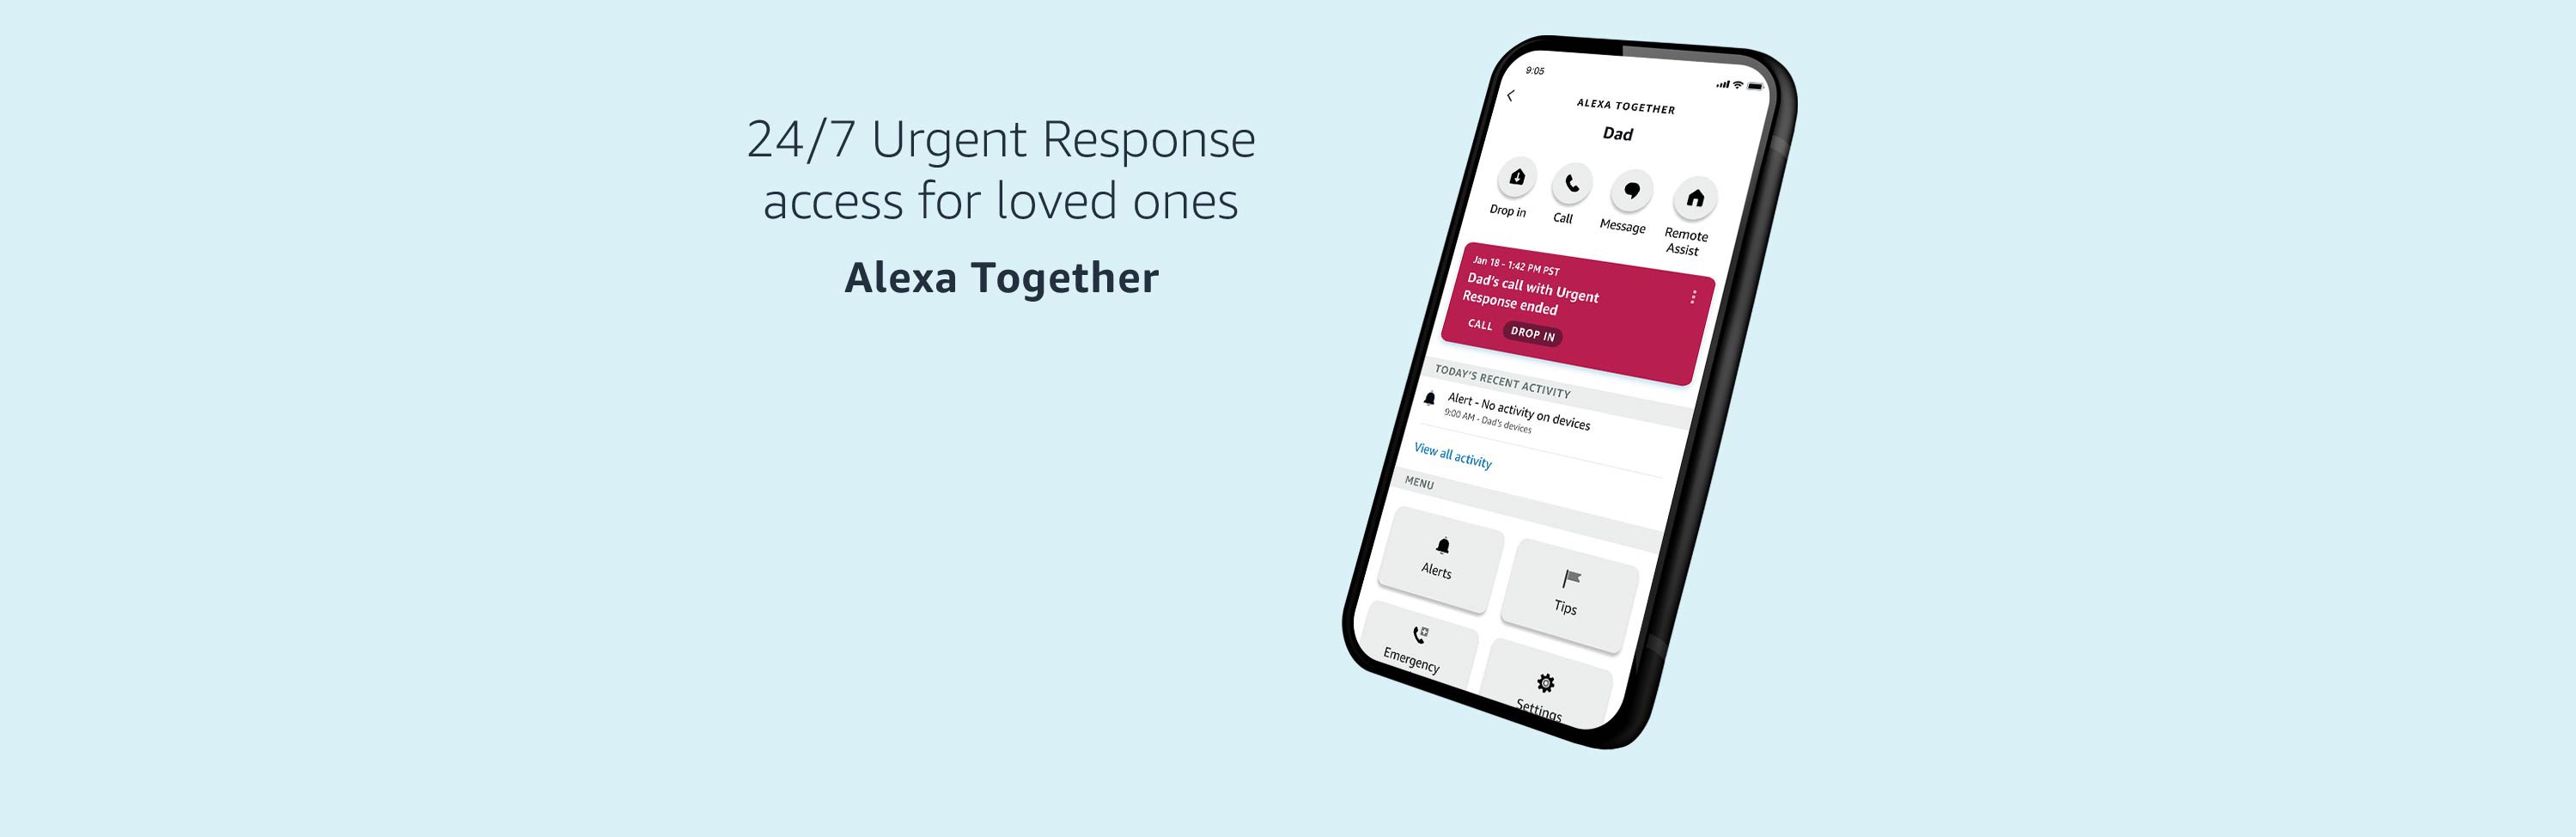 24/7 Urgent Response
access for loved ones
Alexa Together
9:05
ALEXA TOGETHER
Dad
Drop in
Call
Message
Remote
Assist
Jan 18 - 1:42 PM PST
Dad's call with Urgent
Response ended
CALL
DROP IN
TODAY'S RECENT ACTIVITY
Alert - No activity on devices
9:00 AM - Dad's devices
View all activity
MENU
Alerts
Tips
Emergency
Settings